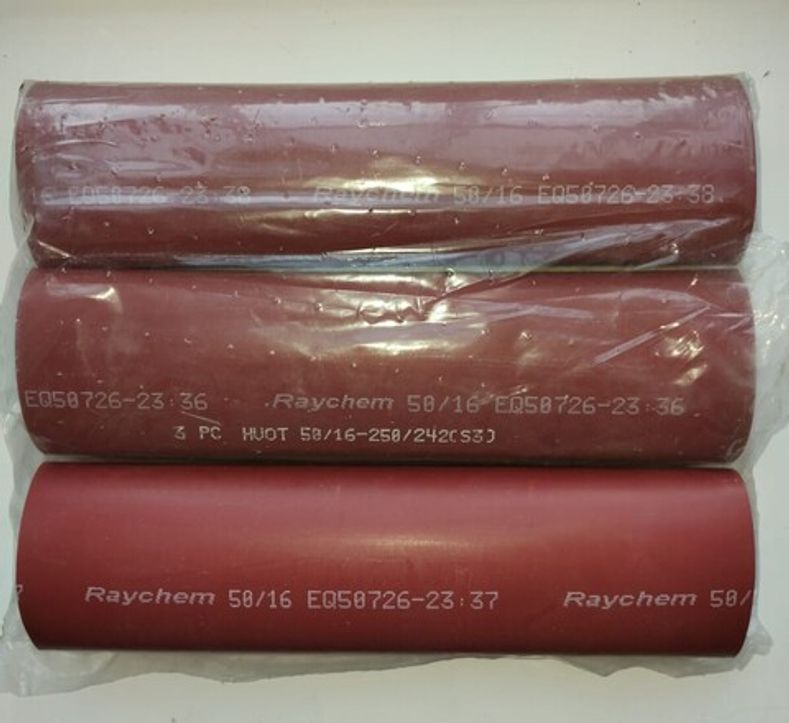 16 EQ50726-23:38 Raychem 50/16 EQ50726-23:38
EQ50726-23:36 Raychem 50/16 EQ50726-23:36
3 PC HVOT 50/16-250/242(S3)
Raychem 50/16 EQ50726-23:37 Raychem 50/